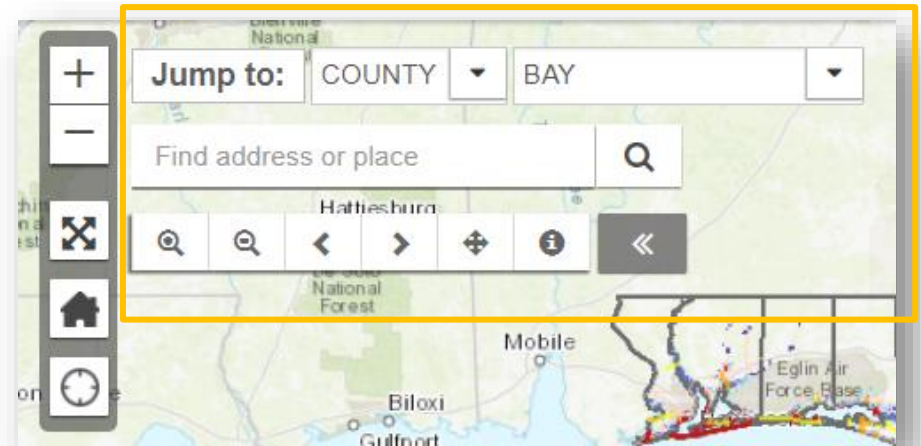 Bienville
National
Jump to:
COUNTY
BAY
Find address or place
Hattiesburg
De Soto
National
Forest
Mobile
Eglin Air
Force Base
Biloxi
Gulfport